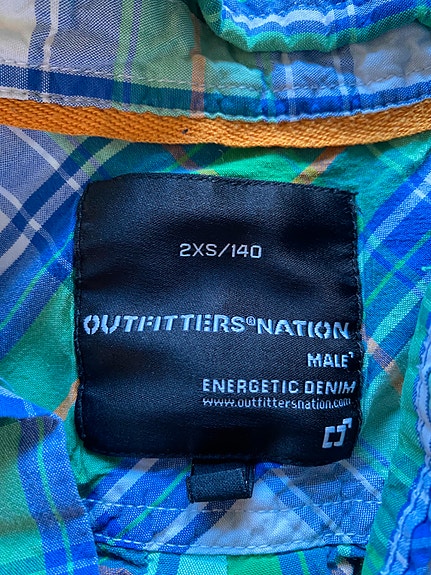 2XS/140
OUTFITTERS®NATION
MALE
ENERGETIC DENIM
www.outfittersnation.com